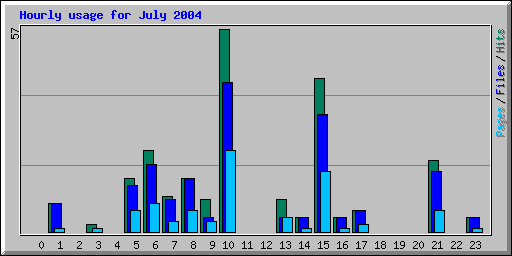 Hourly usage for July 2004
57
Pages / Files / Hits
0 1 2 3 4 5 6 7 8 9 10 11 12 13 14 15 16 17 18 19 20 21 22 23